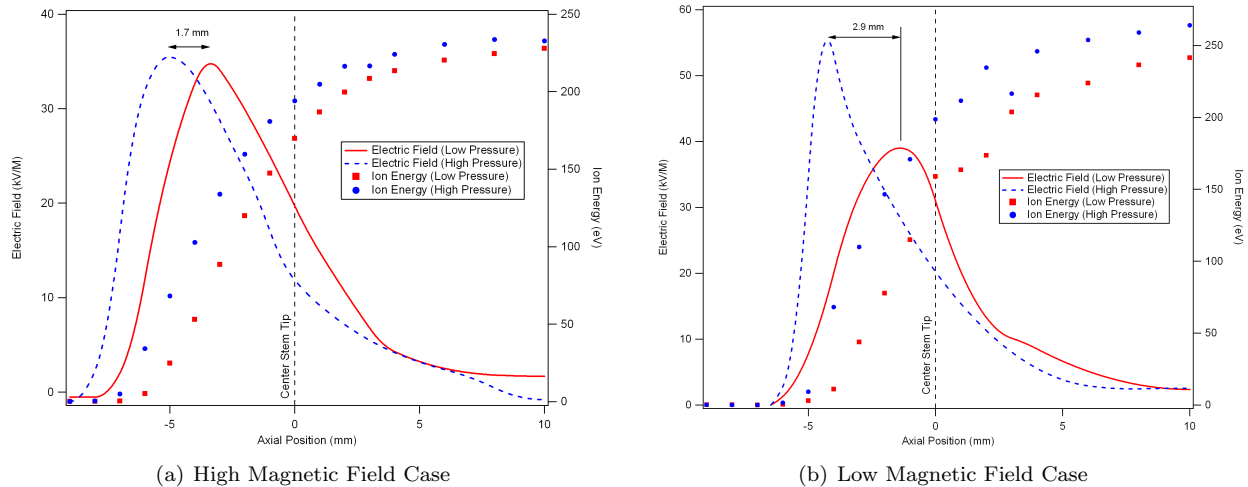 40
30
20
10
0
Electric Field (kV/M)
250
200
150
100
50
0
Ion Energy (eV)
-5
0
5
10
Axial Position (mm)
1.7 mm
Center Stem Tip
Electric Field (Low Pressure)
Electric Field (High Pressure)
Ion Energy (Low Pressure)
Ion Energy (High Pressure)
(a) High Magnetic Field Case
60
50
40
30
20
10
0
Electric Field (kV/M)
250
200
150
100
50
0
Ion Energy (eV)
-5
0
5
10
Axial Position (mm)
2.9 mm
Center Stem Tip
Electric Field (Low Pressure)
Electric Field (High Pressure)
Ion Energy (Low Pressure)
Ion Energy (High Pressure)
(b) Low Magnetic Field Case